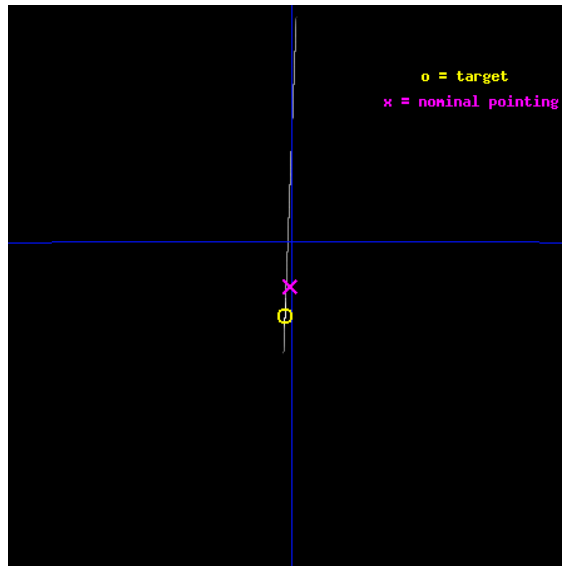 o = target
x = nominal pointing